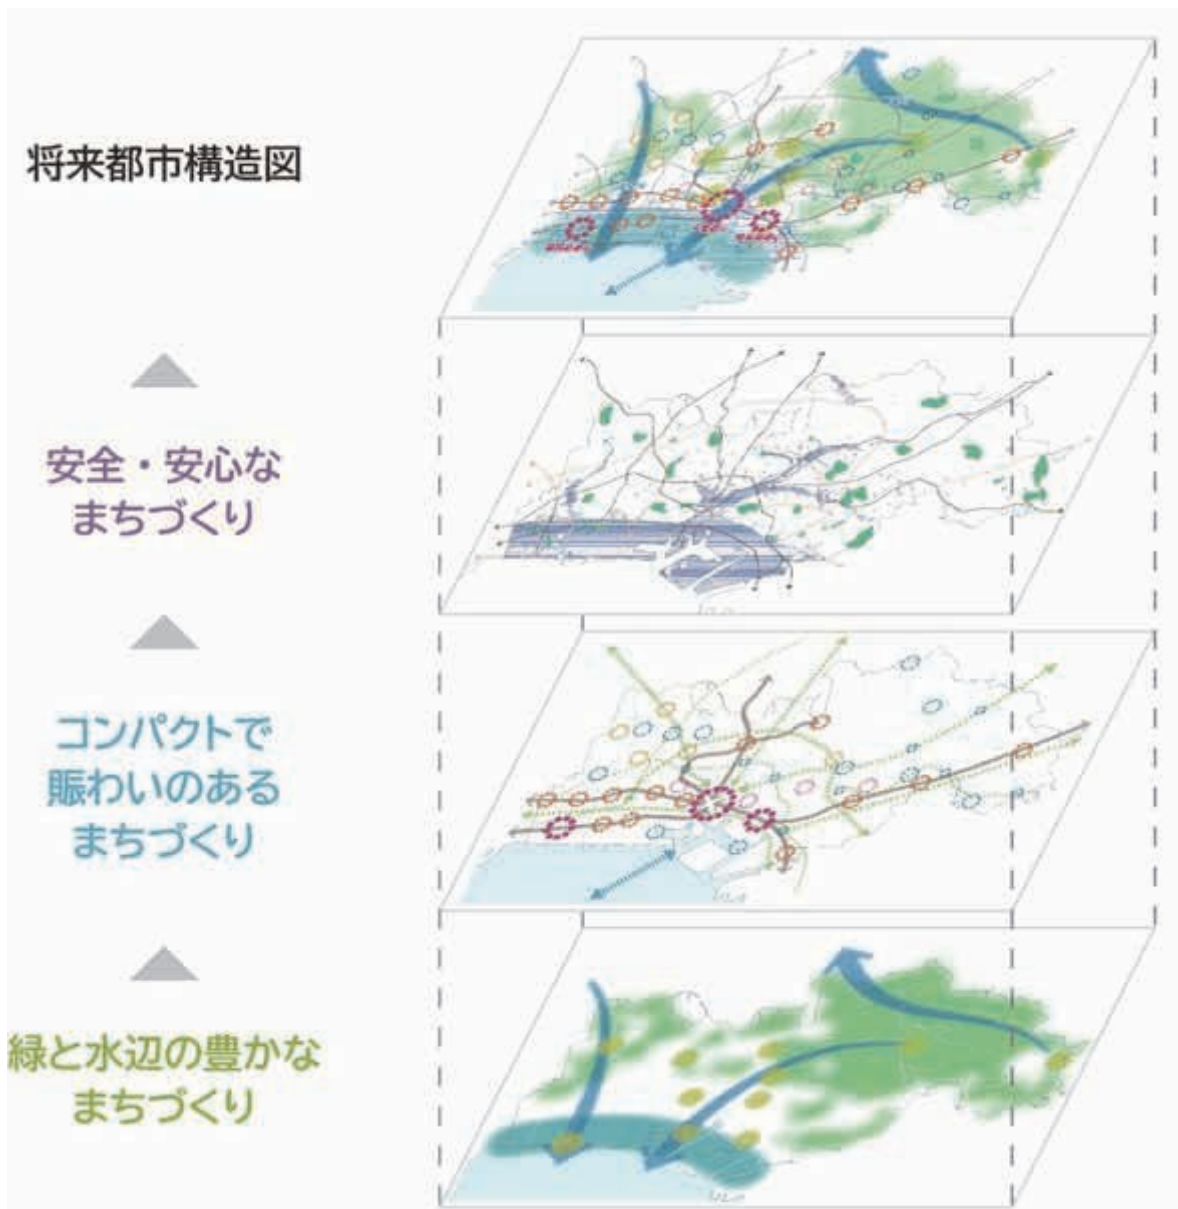 将来都市構造図
安全・安心な
まちづくり
コンパクトで
賑わいのある
まちづくり
緑と水辺の豊かな
まちづくり